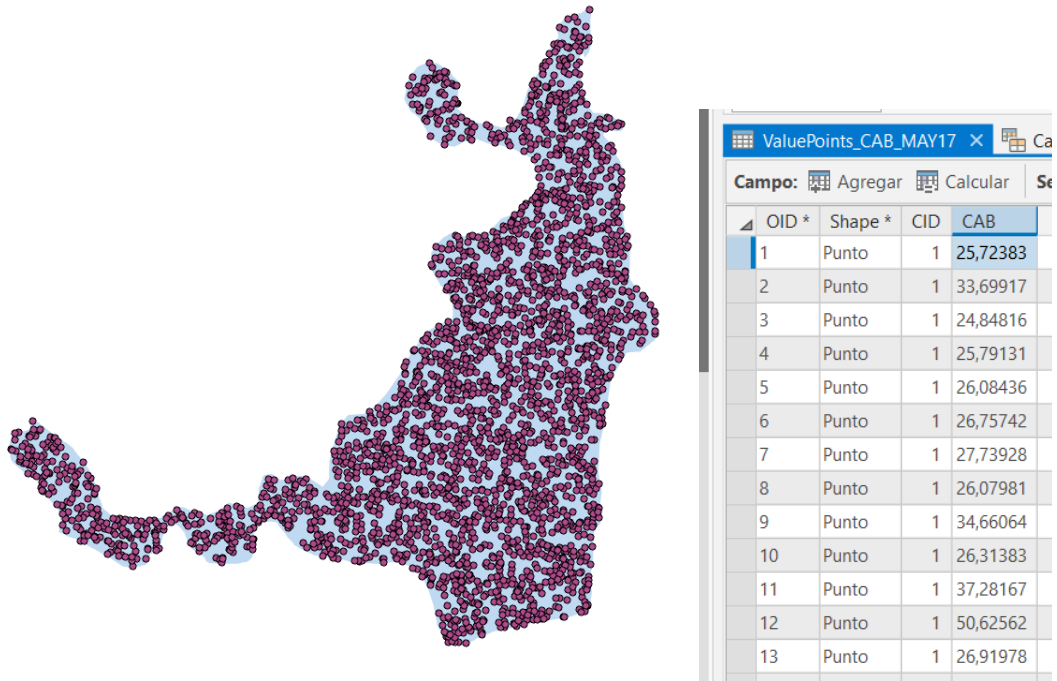 ValuePoints_CAB_MAY17 × Ca
Campo: Agregar Calcular Se
OID * Shape * CID CAB
1 Punto 1 25,72383
2 Punto 1 33,69917
3 Punto 1 24,84816
4 Punto 1 25,79131
5 Punto 1 26,08436
6 Punto 1 26,75742
7 Punto 1 27,73928
8 Punto 1 26,07981
9 Punto 1 34,66064
10 Punto 1 26,31383
11 Punto 1 37,28167
12 Punto 1 50,62562
13 Punto 1 26,91978